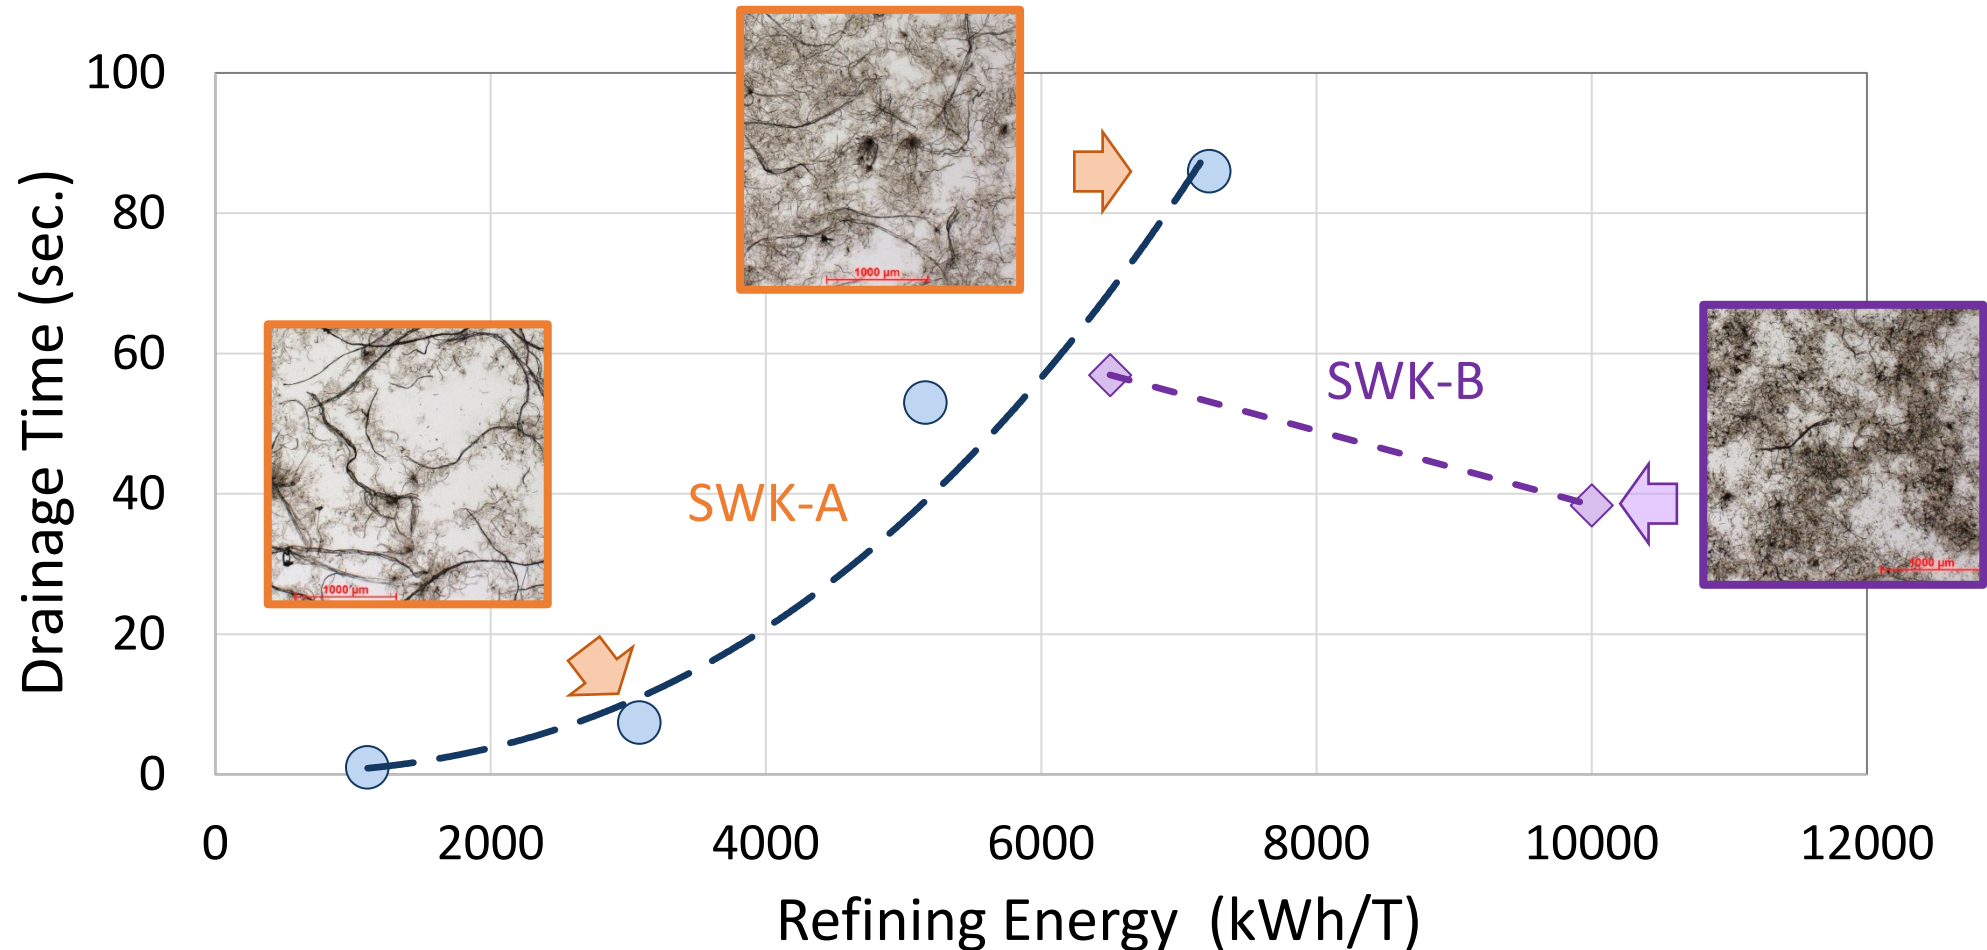 Drainage Time (sec.)
100
80
60
40
20
0
1000 µm
1000 µm
1000 µm
SWK-A
SWK-B
0 2000 4000 6000 8000 10000 12000
Refining Energy (kWh/T)